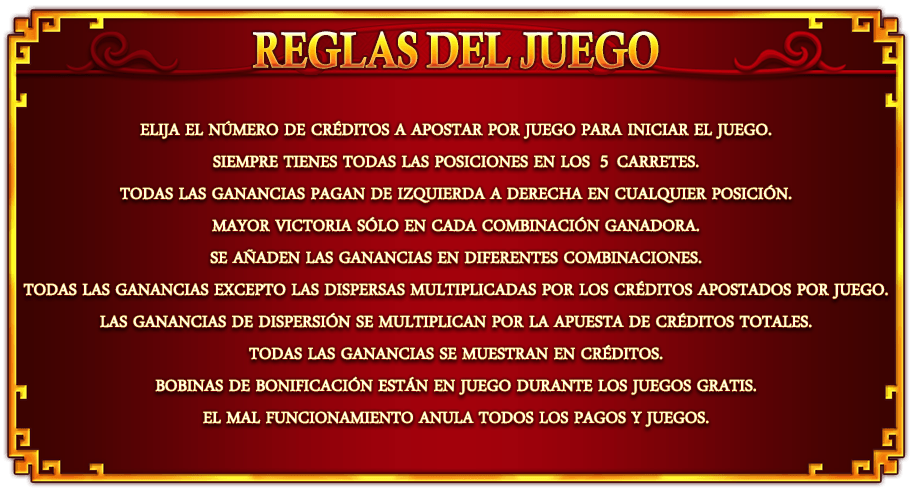 REGLAS DEL JUEGO
ELIJA EL NÚMERO DE CRÉDITOS A APOSTAR POR JUEGO PARA INICIAR EL JUEGO.
SIEMPRE TIENES TODAS LAS POSICIONES EN LOS 5 CARRETES.
TODAS LAS GANANCIAS PAGAN DE IZQUIERDA A DERECHA EN CUALQUIER POSICIÓN.
MAYOR VICTORIA SÓLO EN CADA COMBINACIÓN GANADORA.
SE AÑADEN LAS GANANCIAS EN DIFERENTES COMBINACIONES.
TODAS LAS GANANCIAS EXCEPTO LAS DISPERSAS MULTIPLICADAS POR LOS CRÉDITOS APOSTADOS POR JUEGO.
LAS GANANCIAS DE DISPERSIÓN SE MULTIPLICAN POR LA APUESTA DE CRÉDITOS TOTALES.
TODAS LAS GANANCIAS SE MUESTRAN EN CRÉDITOS.
BOBINAS DE BONIFICACIÓN ESTÁN EN JUEGO DURANTE LOS JUEGOS GRATIS.
EL MAL FUNCIONAMIENTO ANULA TODOS LOS PAGOS Y JUEGOS.